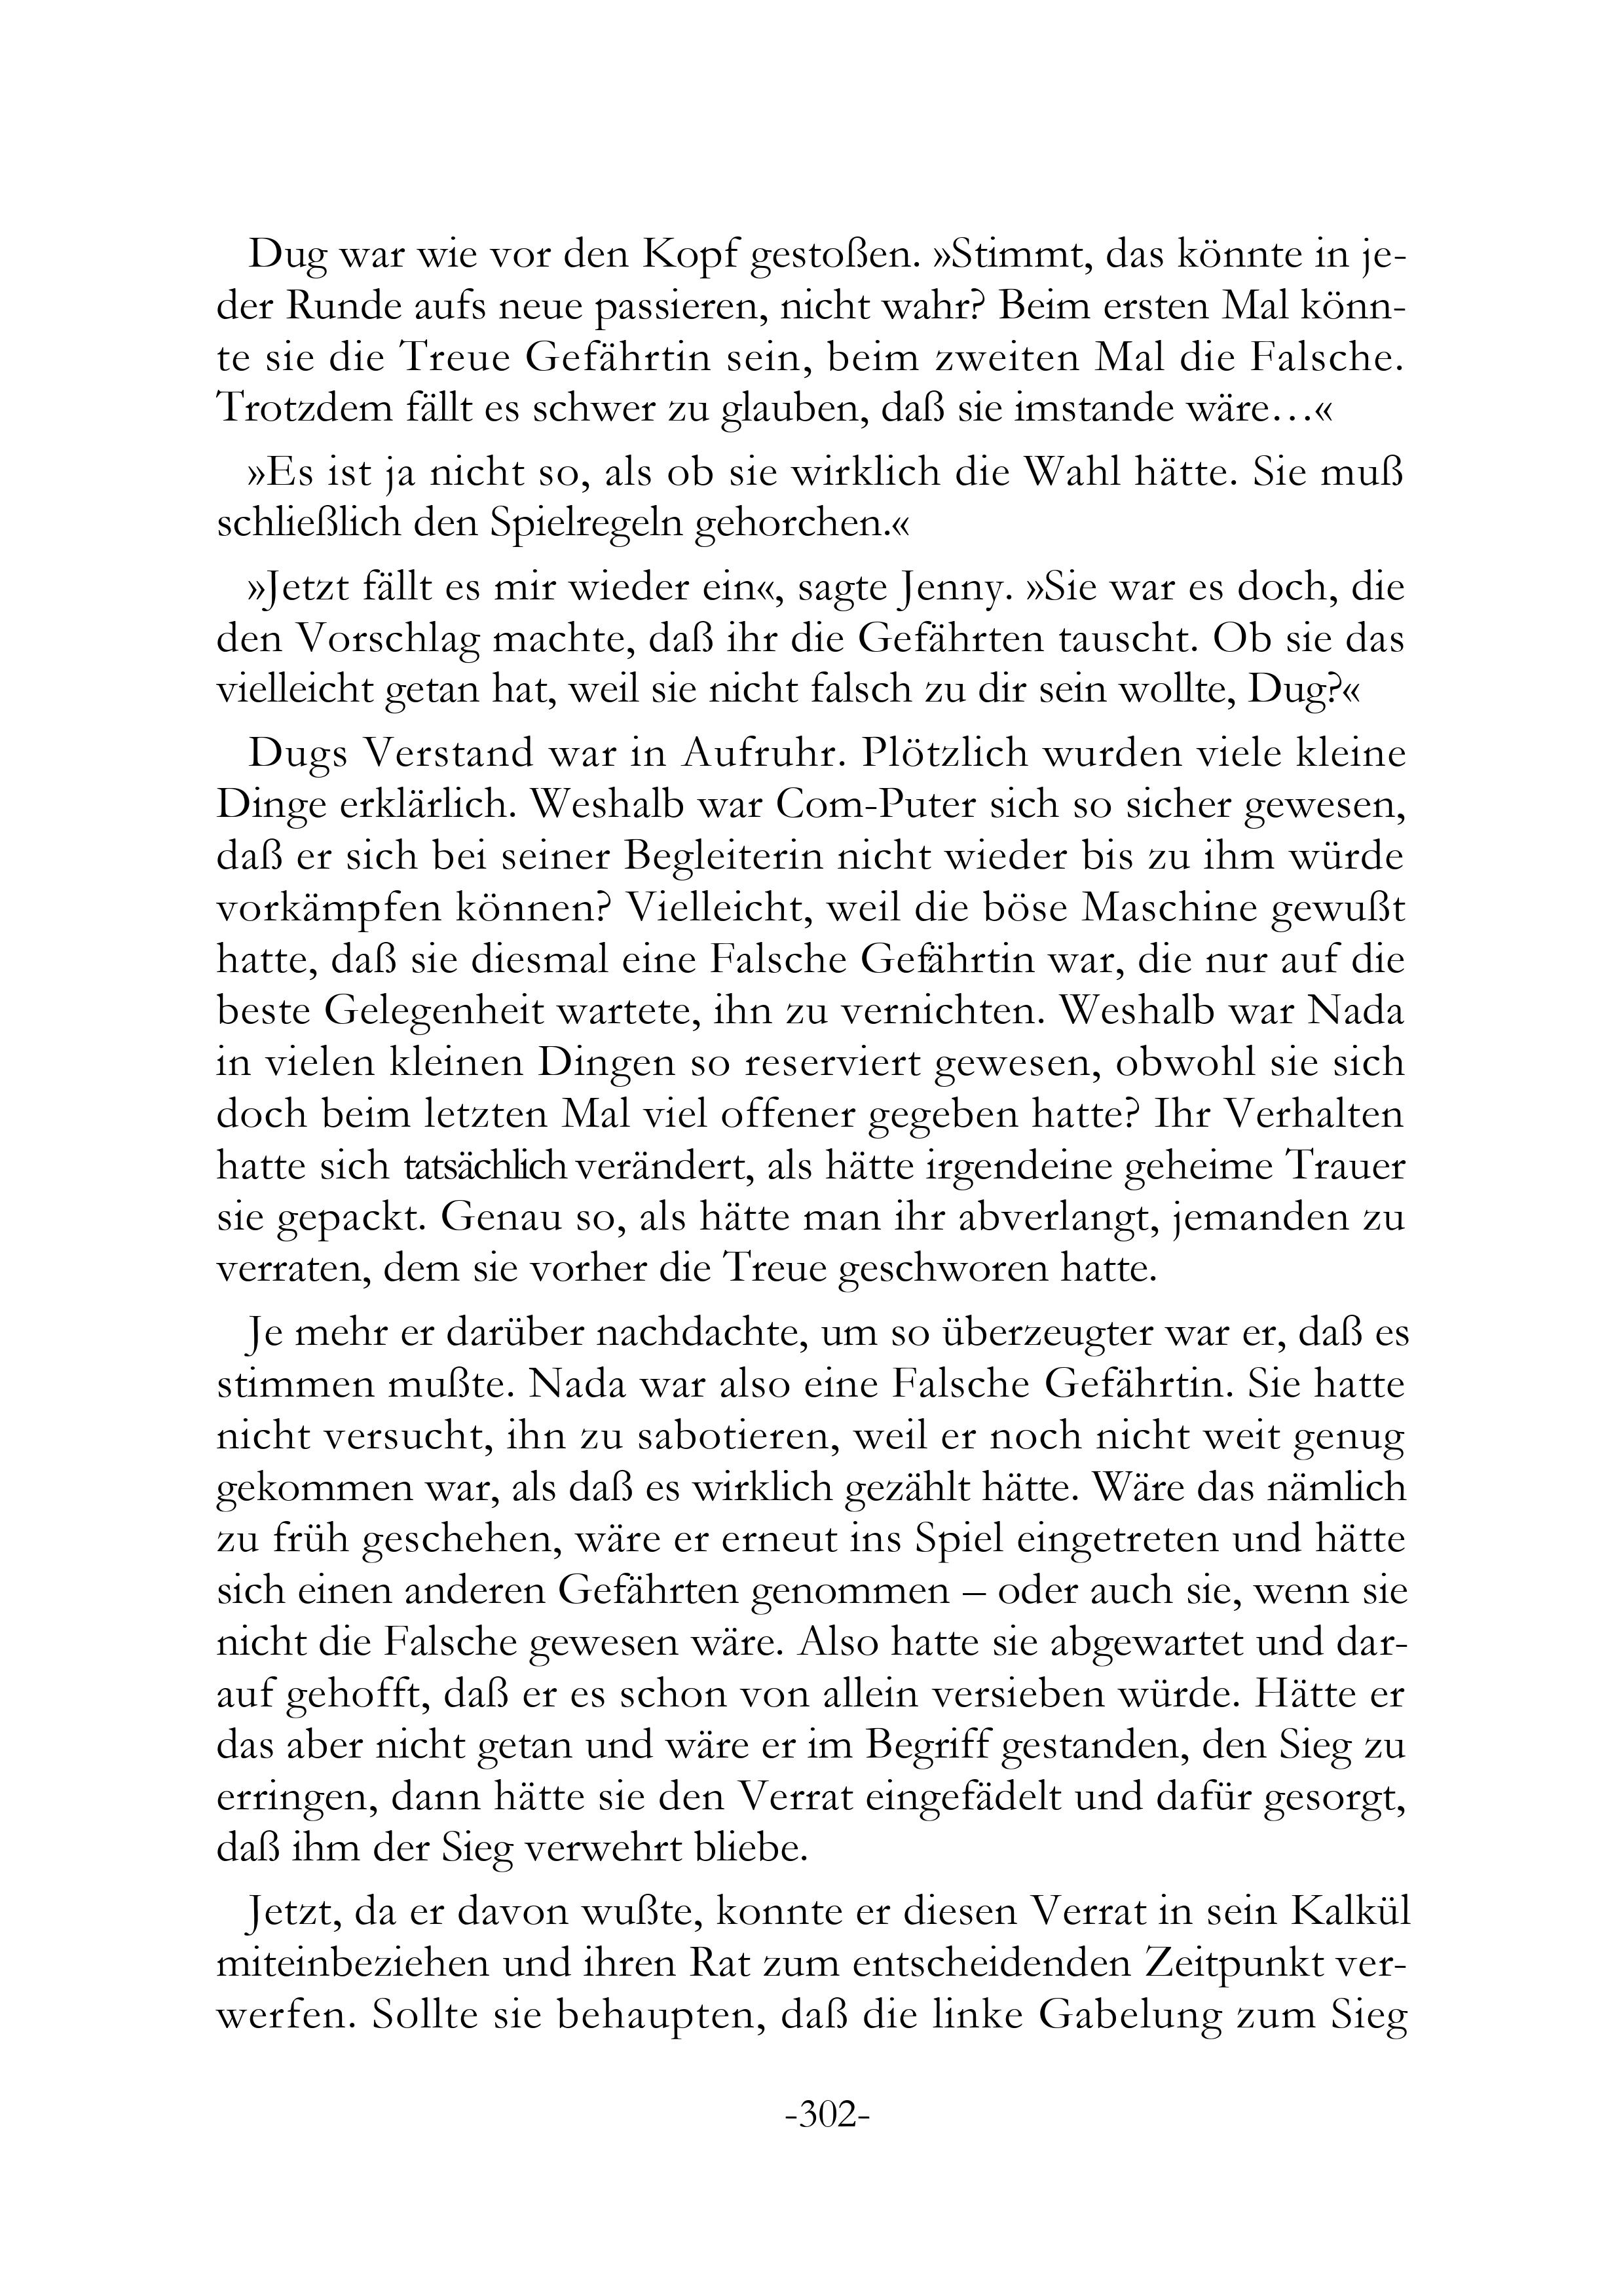 Dug war wie vor den Kopf gestoßen. »Stimmt, das könnte in je-
der Runde aufs neue passieren, nicht wahr? Beim ersten Mal könn-
te sie die Treue Gefährtin sein, beim zweiten Mal die Falsche.
Trotzdem fällt es schwer zu glauben, daß sie imstande wäre…«
»Es ist ja nicht so, als ob sie wirklich die Wahl hätte. Sie muß
schließlich den Spielregeln gehorchen.«
»Jetzt fällt es mir wieder ein«, sagte Jenny. »Sie war es doch, die
den Vorschlag machte, daß ihr die Gefährten tauscht. Ob sie das
vielleicht getan hat, weil sie nicht falsch zu dir sein wollte, Dug?«
Dugs Verstand war in Aufruhr. Plötzlich wurden viele kleine
Dinge erklärlich. Weshalb war Com-Puter sich so sicher gewesen,
daß er sich bei seiner Begleiterin nicht wieder bis zu ihm würde
vorkämpfen können? Vielleicht, weil die böse Maschine gewußt
hatte, daß sie diesmal eine Falsche Gefährtin war, die nur auf die
beste Gelegenheit wartete, ihn zu vernichten. Weshalb war Nada
in vielen kleinen Dingen so reserviert gewesen, obwohl sie sich
doch beim letzten Mal viel offener gegeben hatte? Ihr Verhalten
hatte sich tatsächlich verändert, als hätte irgendeine geheime Trauer
sie gepackt. Genau so, als hätte man ihr abverlangt, jemanden zu
verraten, dem sie vorher die Treue geschworen hatte.
Je mehr er darüber nachdachte, um so überzeugter war er, daß es
stimmen mußte. Nada war also eine Falsche Gefährtin. Sie hatte
nicht versucht, ihn zu sabotieren, weil er noch nicht weit genug
gekommen war, als daß es wirklich gezählt hätte. Wäre das nämlich
zu früh geschehen, wäre er erneut ins Spiel eingetreten und hätte
sich einen anderen Gefährten genommen – oder auch sie, wenn sie
nicht die Falsche gewesen wäre. Also hatte sie abgewartet und dar-
auf gehofft, daß er es schon von allein versieben würde. Hätte er
das aber nicht getan und wäre er im Begriff gestanden, den Sieg zu
erringen, dann hätte sie den Verrat eingefädelt und dafür gesorgt,
daß ihm der Sieg verwehrt bliebe.
Jetzt, da er davon wußte, konnte er diesen Verrat in sein Kalkül
miteinbeziehen und ihren Rat zum entscheidenden Zeitpunkt ver-
werfen. Sollte sie behaupten, daß die linke Gabelung zum Sieg
-302-